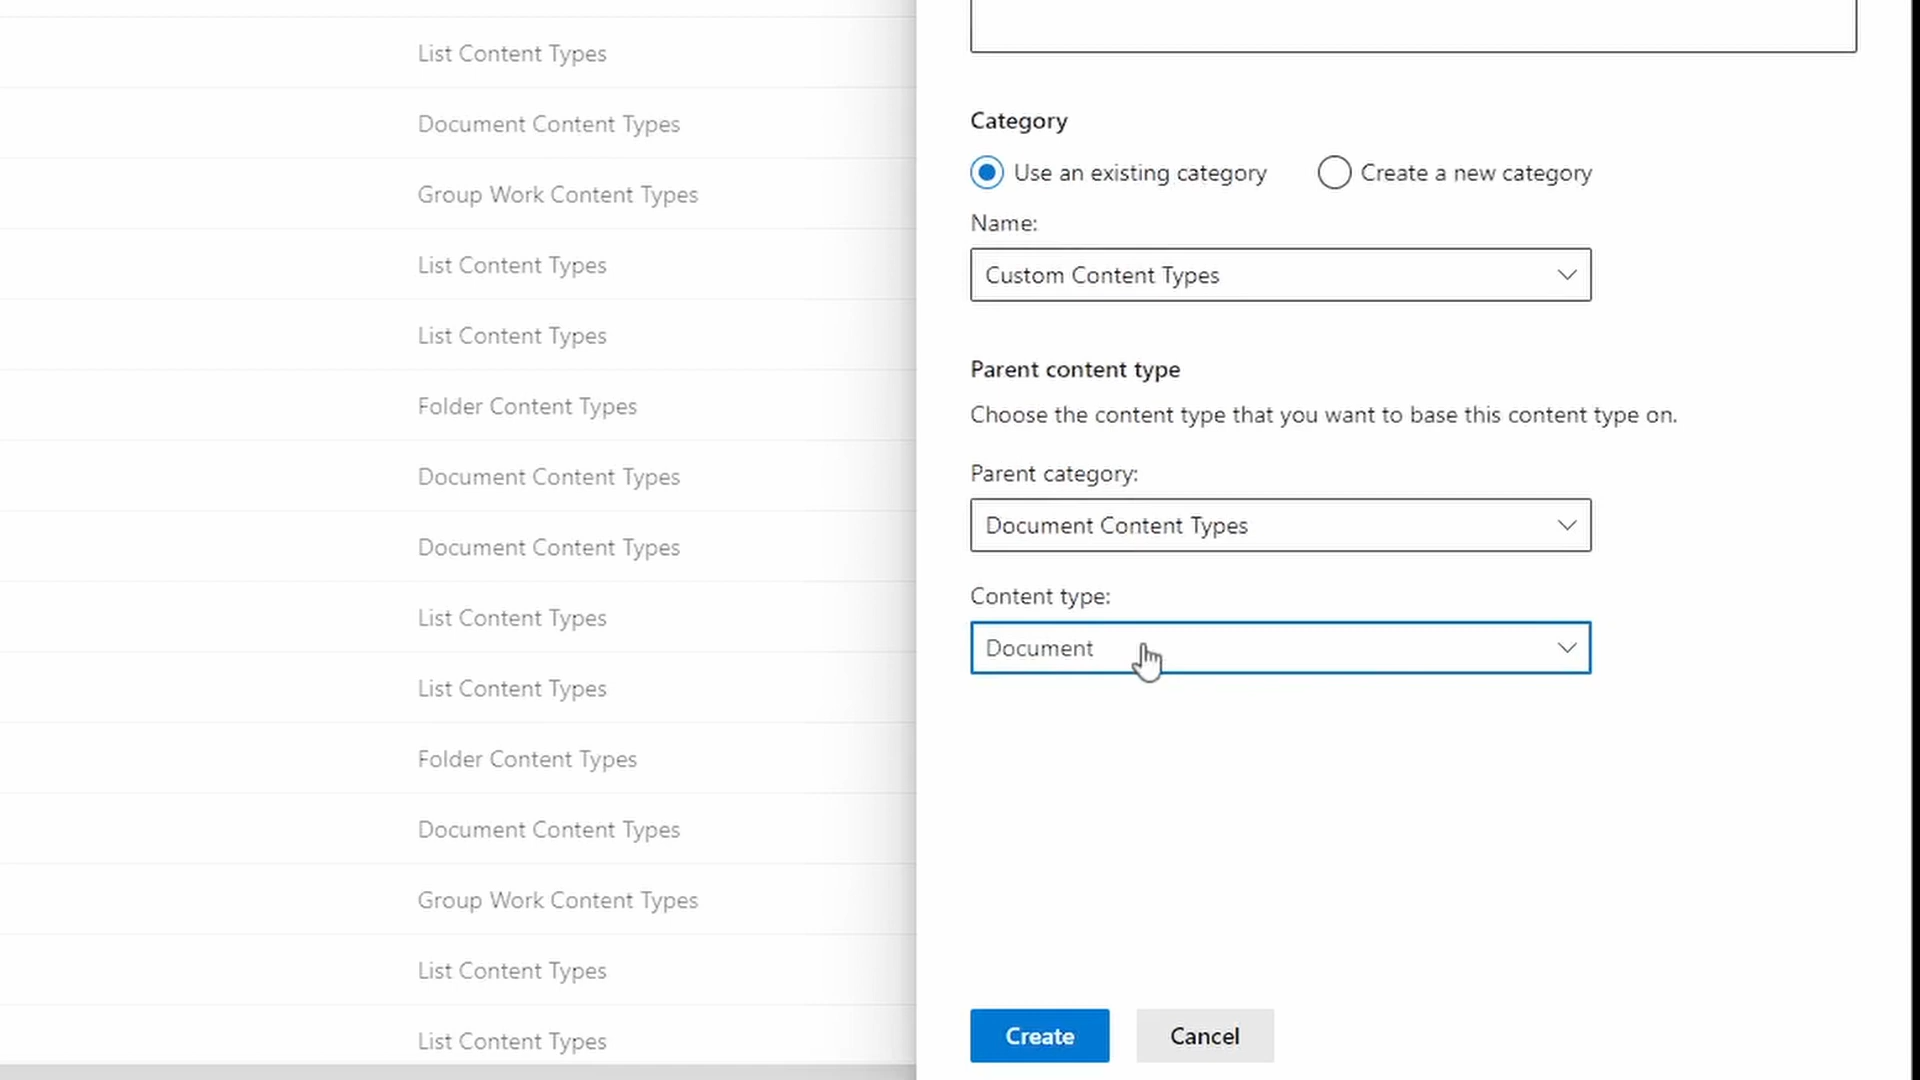 List Content Types
Document Content Types
Group Work Content Types
List Content Types
List Content Types
Folder Content Types
Document Content Types
Document Content Types
List Content Types
List Content Types
Folder Content Types
Document Content Types
Group Work Content Types
List Content Types
List Content Types
Category
Use an existing category
Create a new category
Name:
Custom Content Types
Parent content type
Choose the content type that you want to base this content type on.
Parent category:
Document Content Types
Content type:
Document
Create
Cancel